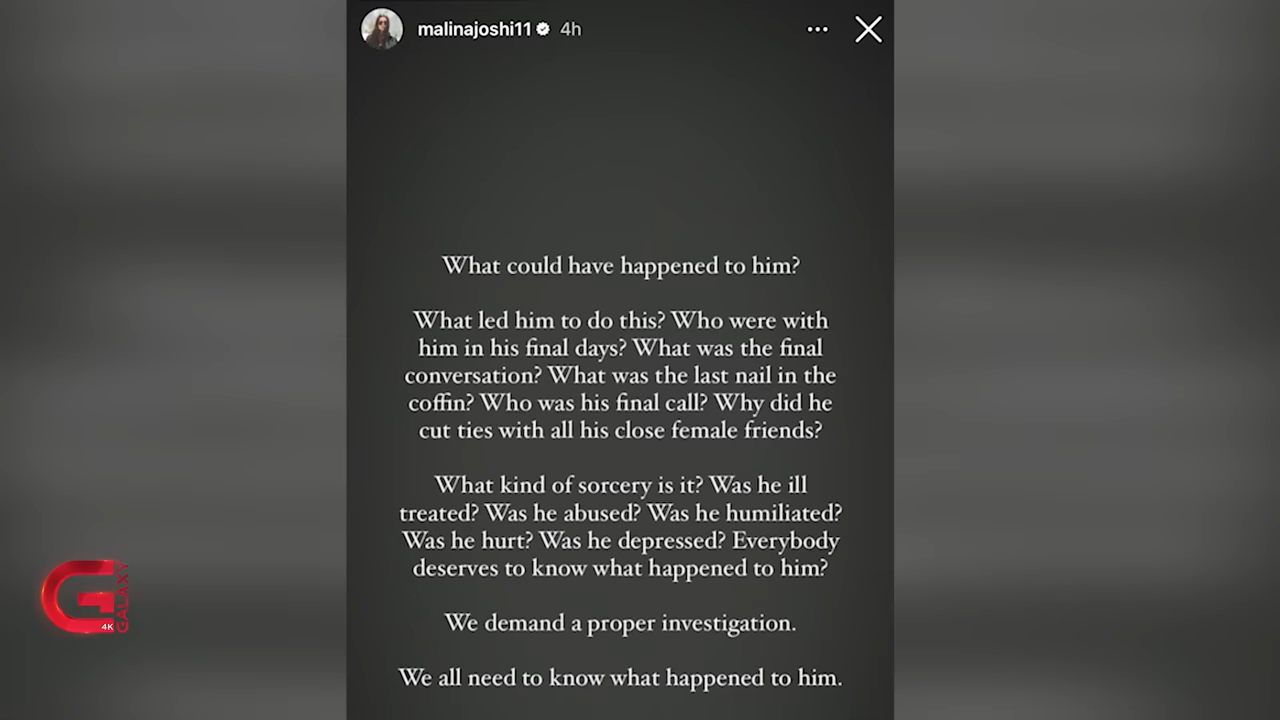 malinajoshi11 4h
What could have happened to him?
What led him to do this? Who were with
him in his final days? What was the final
conversation? What was the last nail in the
coffin? Who was his final call? Why did he
cut ties with all his close female friends?
What kind of sorcery is it? Was he ill
treated? Was he abused? Was he humiliated?
Was he hurt? Was he depressed? Everybody
deserves to know what happened to him?
We demand a proper investigation.
We all need to know what happened to him.
G
4K
GALAXY